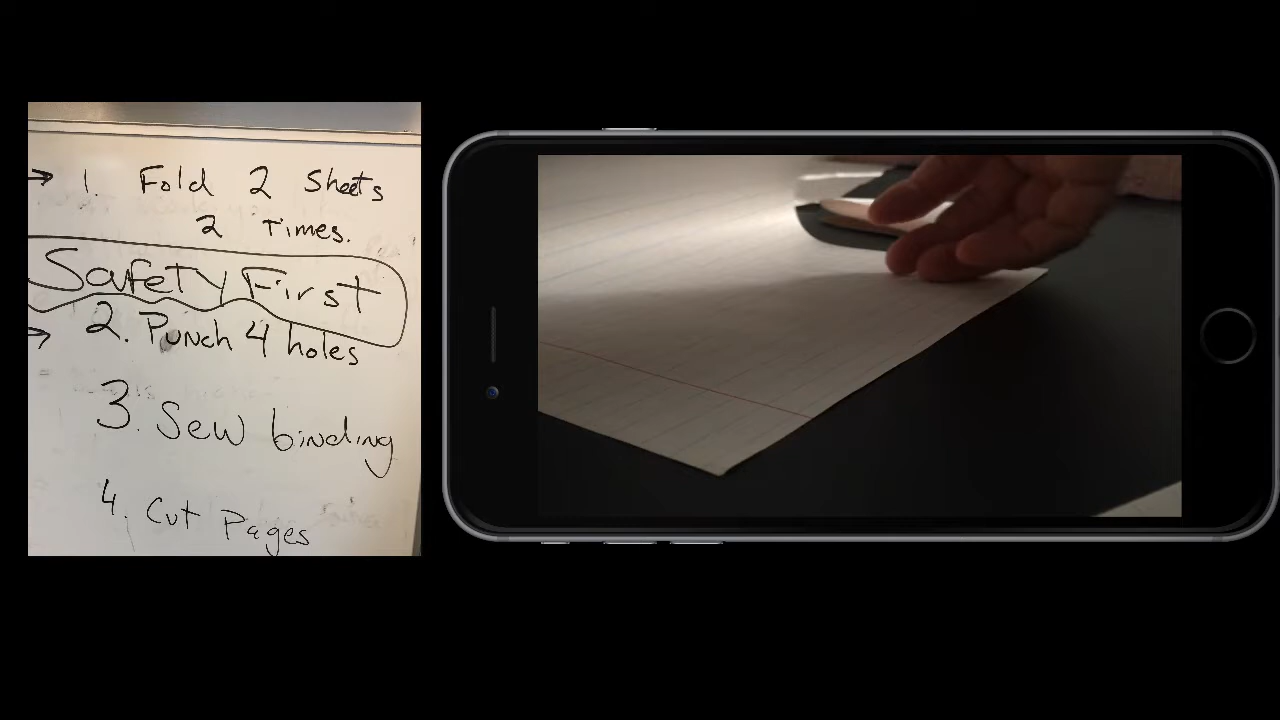 → 1. Fold 2 Sheets
2 Times.
Safety First
→ 2. Punch 4 holes
3. Sew binding
4. Cut Pages